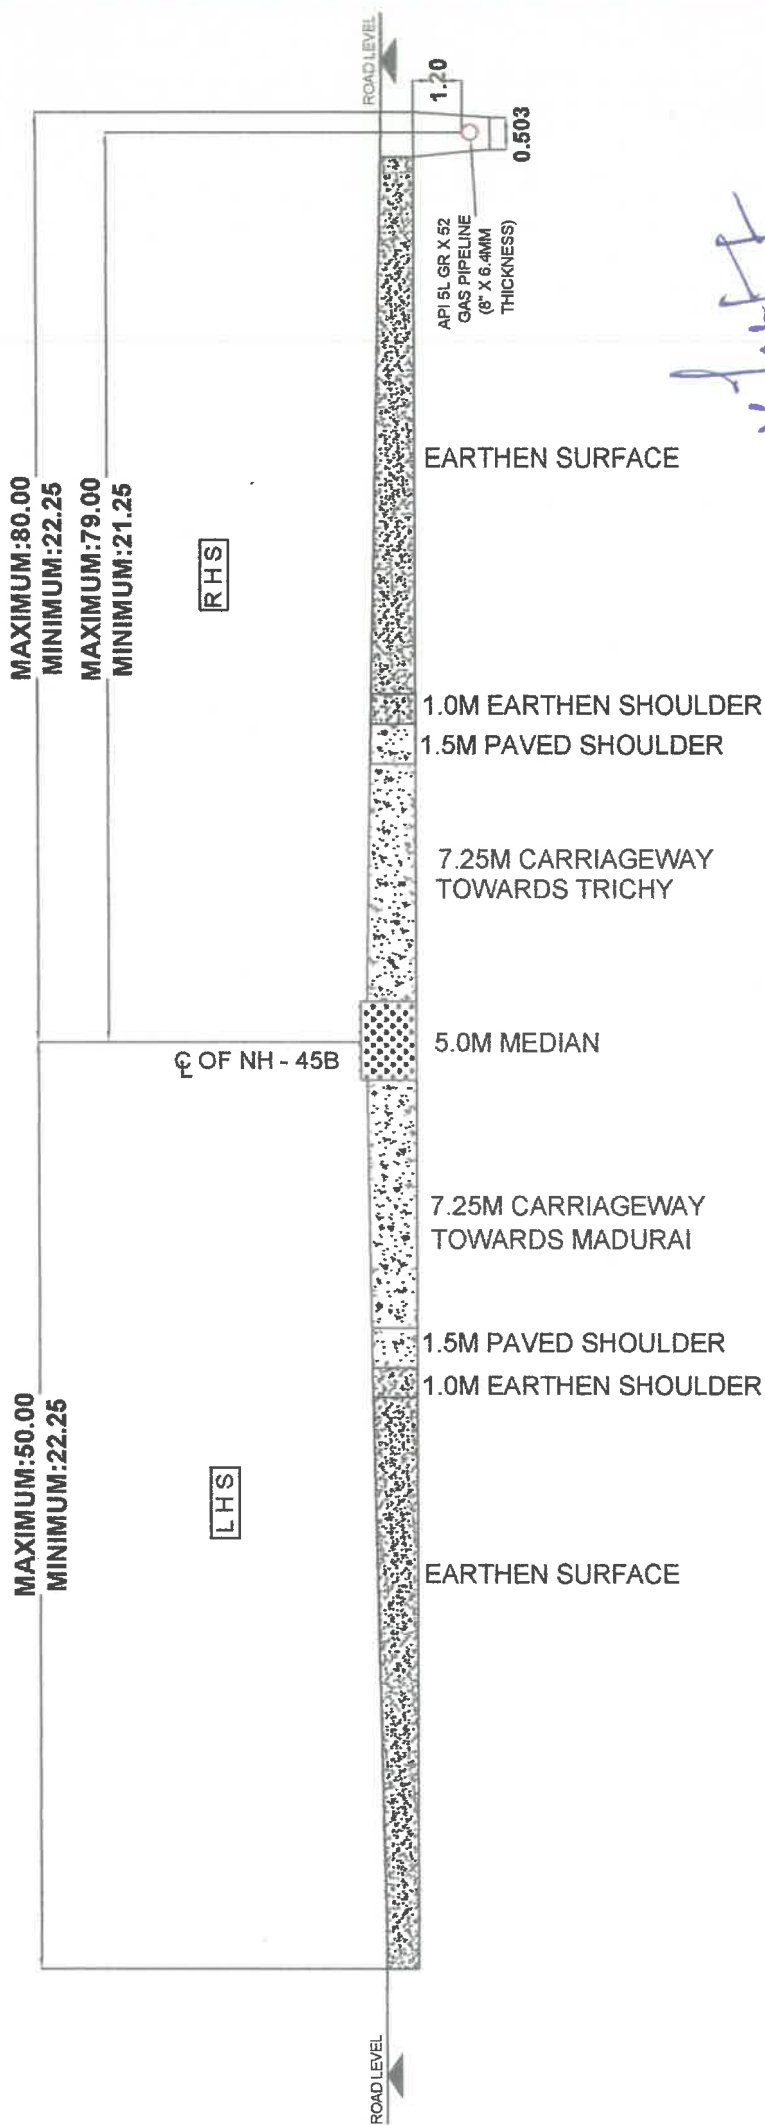 MAXIMUM:80.00
MINIMUM:22.25
MAXIMUM:79.00
MINIMUM:21.25
ROAD LEVEL
1.20
0.503
API 5L GR X 52
GAS PIPELINE
(8" X 6.4MM
THICKNESS)
RHS
EARTHEN SURFACE
1.0M EARTHEN SHOULDER
1.5M PAVED SHOULDER
7.25M CARRIAGEWAY
TOWARDS TRICHY
℄ OF NH - 45B
5.0M MEDIAN
7.25M CARRIAGEWAY
TOWARDS MADURAI
1.5M PAVED SHOULDER
1.0M EARTHEN SHOULDER
MAXIMUM:50.00
MINIMUM:22.25
LHS
EARTHEN SURFACE
ROAD LEVEL